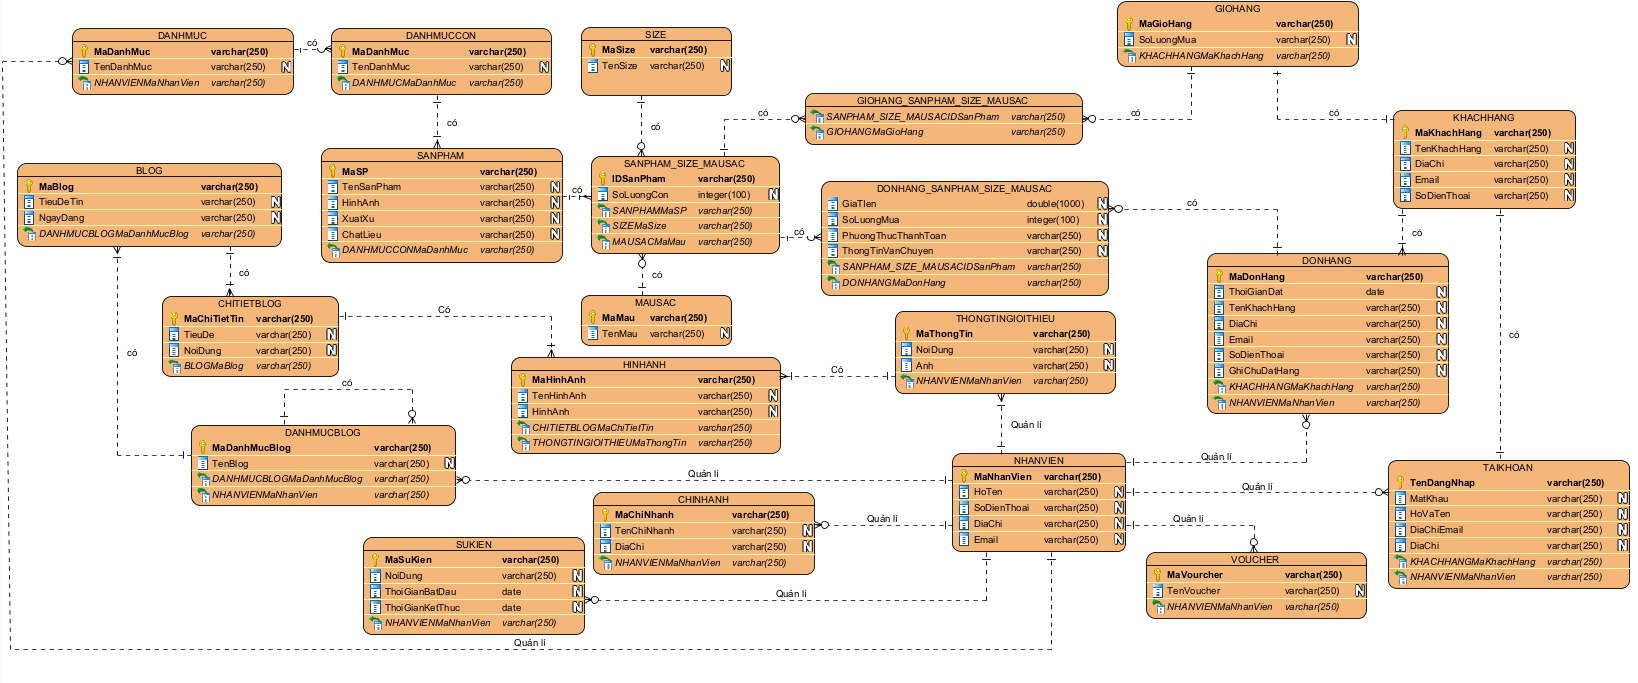 DANHMUC
MaDanhMuc varchar(250)
TenDanhMuc varchar(250) N
NHANVIENMaNhanVien varchar(250)
có
DANHMUCCON
MaDanhMuc varchar(250)
TenDanhMuc varchar(250) N
DANHMUCMaDanhMuc varchar(250)
có
SIZE
MaSize varchar(250)
TenSize varchar(250) N
có
GIOHANG
MaGioHang varchar(250)
SoLuongMua varchar(250) N
KHACHHANGMaKhachHang varchar(250)
có
có
có
GIOHANG_SANPHAM_SIZE_MAUSAC
SANPHAM_SIZE_MAUSACIDSanPham varchar(250)
GIOHANGMaGioHang varchar(250)
KHACHHANG
MaKhachHang varchar(250)
TenKhachHang varchar(250) N
DiaChi varchar(250) N
Email varchar(250) N
SoDienThoai varchar(250) N
BLOG
MaBlog varchar(250)
TieuDeTin varchar(250) N
NgayDang varchar(250) N
DANHMUCBLOGMaDanhMucBlog varchar(250)
có
có
SANPHAM
MaSP varchar(250)
TenSanPham varchar(250) N
HinhAnh varchar(250) N
XuatXu varchar(250) N
ChatLieu varchar(250) N
DANHMUCCONMaDanhMuc varchar(250)
có
SANPHAM_SIZE_MAUSAC
IDSanPham varchar(250)
SoLuongCon integer(100) N
SANPHAMMaSP varchar(250)
SIZEMaSize varchar(250)
MAUSACMaMau varchar(250)
có
có
DONHANG_SANPHAM_SIZE_MAUSAC
GiaTIen double(1000) N
SoLuongMua integer(100) N
PhuongThucThanhToan varchar(250) N
ThongTinVanChuyen varchar(250) N
SANPHAM_SIZE_MAUSACIDSanPham varchar(250)
DONHANGMaDonHang varchar(250)
có
có
có
DONHANG
MaDonHang varchar(250)
ThoiGianDat date N
TenKhachHang varchar(250) N
DiaChi varchar(250) N
Email varchar(250) N
SoDienThoai varchar(250) N
GhiChuDatHang varchar(250) N
KHACHHANGMaKhachHang varchar(250)
NHANVIENMaNhanVien varchar(250)
CHITIETBLOG
MaChiTietTin varchar(250)
TieuDe varchar(250) N
NoiDung varchar(250) N
BLOGMaBlog varchar(250)
Có
MAUSAC
MaMau varchar(250)
TenMau varchar(250) N
THONGTINGIOITHIEU
MaThongTin varchar(250)
NoiDung varchar(250) N
Anh varchar(250) N
NHANVIENMaNhanVien varchar(250)
Có
Quản lí
HINHANH
MaHinhAnh varchar(250)
TenHinhAnh varchar(250) N
HinhAnh varchar(250) N
CHITIETBLOGMaChiTietTin varchar(250)
THONGTINGIOITHIEUMaThongTin varchar(250)
có
DANHMUCBLOG
MaDanhMucBlog varchar(250)
TenBlog varchar(250) N
DANHMUCBLOGMaDanhMucBlog varchar(250)
NHANVIENMaNhanVien varchar(250)
Quản lí
NHANVIEN
MaNhanVien varchar(250)
HoTen varchar(250) N
SoDienThoai varchar(250) N
DiaChi varchar(250) N
Email varchar(250) N
Quản lí
Quản lí
Quản lí
Quản lí
TAIKHOAN
TenDangNhap varchar(250)
MatKhau varchar(250) N
HoVaTen varchar(250) N
DiaChiEmail varchar(250) N
DiaChi varchar(250) N
KHACHHANGMaKhachHang varchar(250)
NHANVIENMaNhanVien varchar(250)
CHINHANH
MaChiNhanh varchar(250)
TenChiNhanh varchar(250) N
DiaChi varchar(250) N
NHANVIENMaNhanVien varchar(250)
SUKIEN
MaSuKien varchar(250)
NoiDung varchar(250) N
ThoiGianBatDau date N
ThoiGianKetThuc date N
NHANVIENMaNhanVien varchar(250)
Quản lí
VOUCHER
MaVourcher varchar(250)
TenVoucher varchar(250) N
NHANVIENMaNhanVien varchar(250)
Quản lí